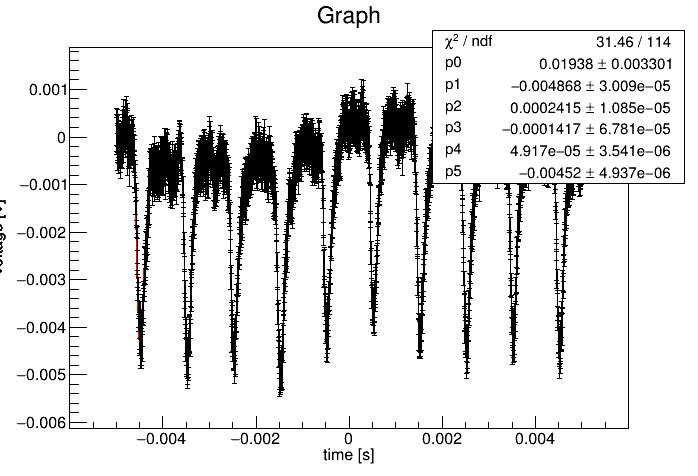 Graph
χ² / ndf 31.46 / 114
p0 0.01938 ± 0.003301
p1 −0.004868 ± 3.009e−05
p2 0.0002415 ± 1.085e−05
p3 −0.0001417 ± 6.781e−05
p4 4.917e−05 ± 3.541e−06
p5 −0.00452 ± 4.937e−06
0.001
0
−0.001
−0.002
−0.003
−0.004
−0.005
−0.006
−0.004 −0.002 0 0.002 0.004
time [s]